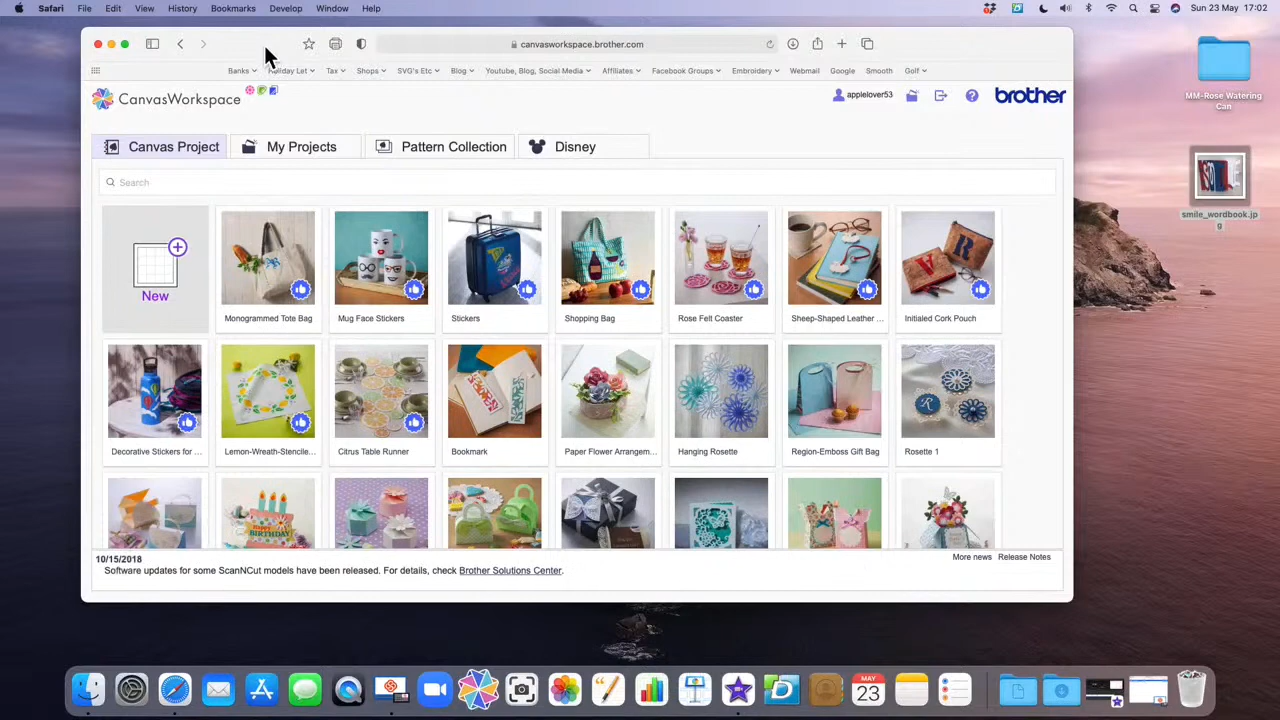 Safari File Edit View History Bookmarks Develop Window Help Sun 23 May 17:02
canvasworkspace.brother.com
Banks Holiday Let Tax Shops SVG's Etc Blog Youtube, Blog, Social Media Affiliates Facebook Groups Embroidery Webmail Google Smooth Golf
CanvasWorkspace applelover53 brother
Canvas Project My Projects Pattern Collection Disney
Search
New
Monogrammed Tote Bag Mug Face Stickers Stickers Shopping Bag Rose Felt Coaster Sheep-Shaped Leather ... Initialed Cork Pouch
Decorative Stickers for ... Lemon-Wreath-Stencile... Citrus Table Runner Bookmark Paper Flower Arrangem... Hanging Rosette Region-Emboss Gift Bag Rosette 1
10/15/2018 More news Release Notes
Software updates for some ScanNCut models have been released. For details, check Brother Solutions Center.
MM-Rose Watering
Can
smile_wordbook.jp
g
MAY
23